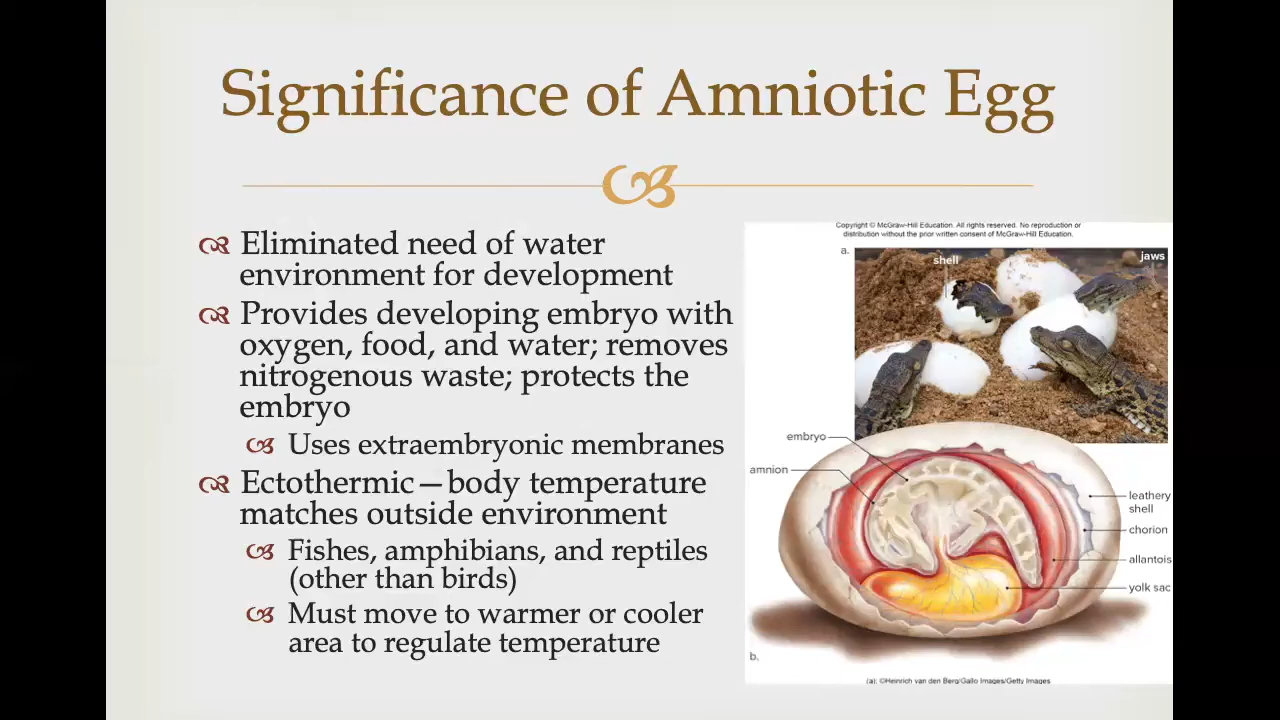 Significance of Amniotic Egg
Eliminated need of water
environment for development
Provides developing embryo with
oxygen, food, and water; removes
nitrogenous waste; protects the
embryo
Uses extraembryonic membranes
Ectothermic—body temperature
matches outside environment
Fishes, amphibians, and reptiles
(other than birds)
Must move to warmer or cooler
area to regulate temperature
Copyright © McGraw-Hill Education. All rights reserved. No reproduction or
distribution without the prior written consent of McGraw-Hill Education.
a.
shell
jaws
embryo
amnion
leathery
shell
chorion
allantois
yolk sac
b.
(a): ©Heinrich van den Berg/Gallo Images/Getty Images